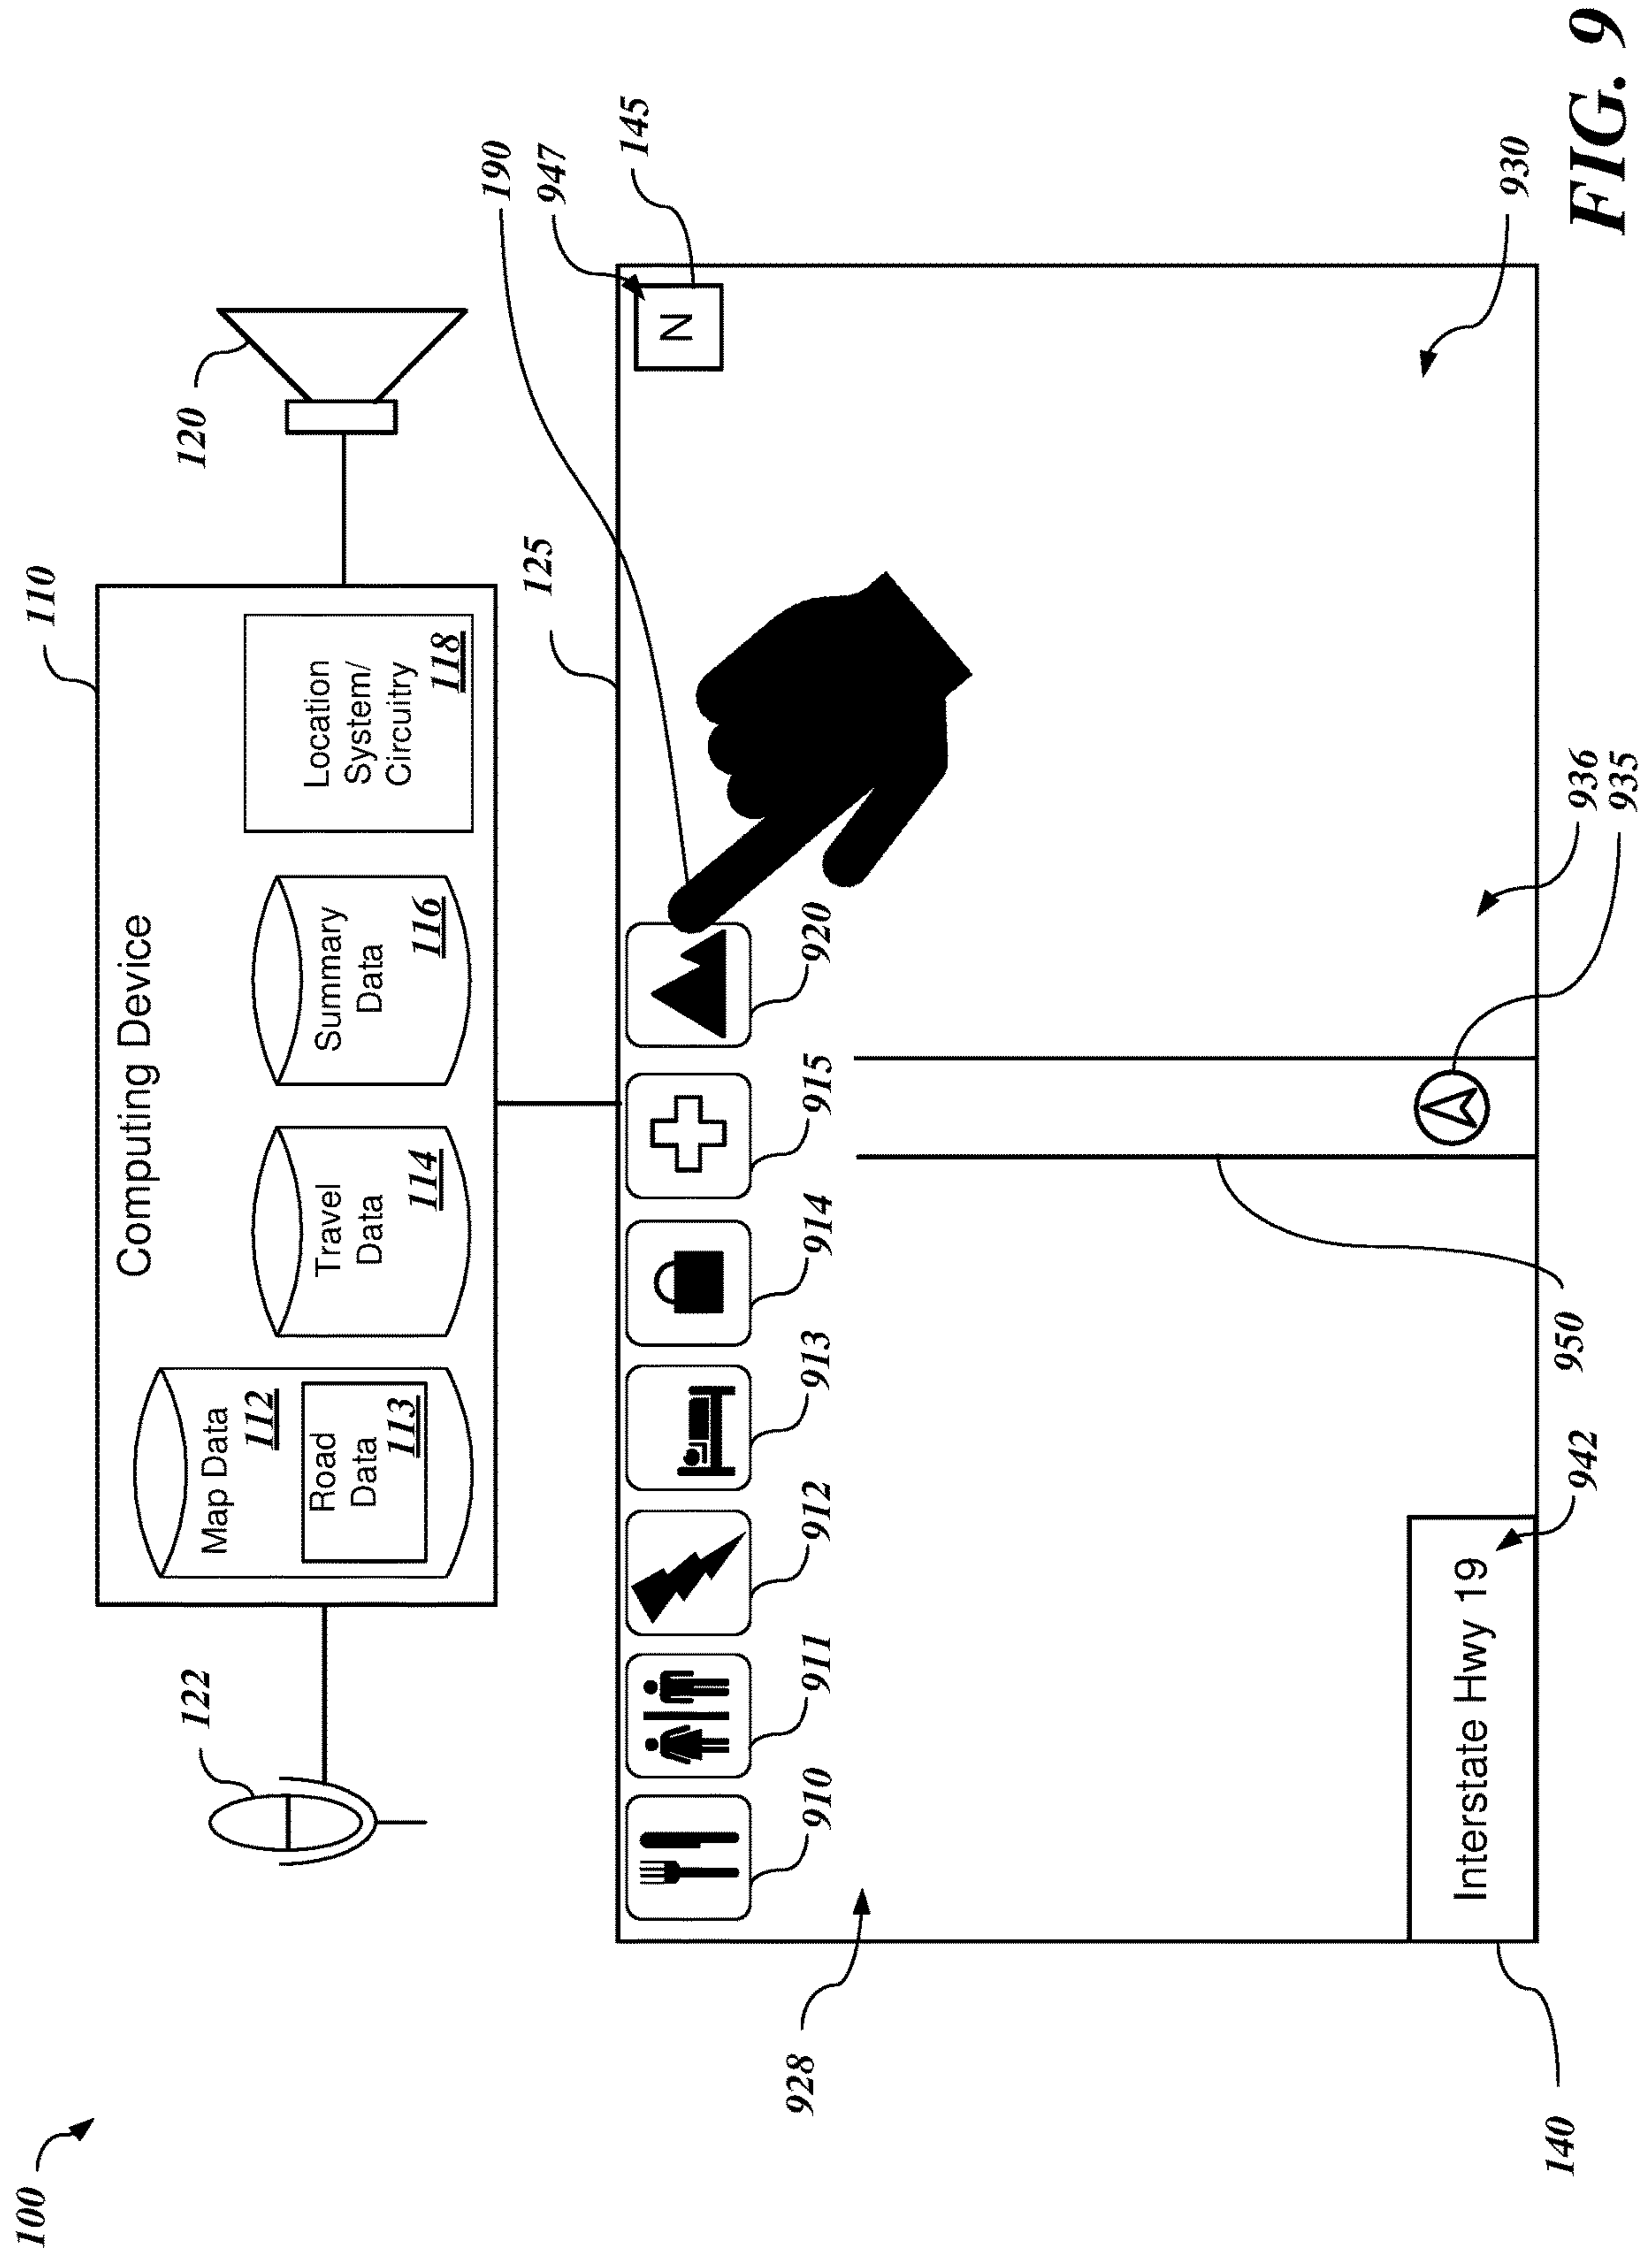 100
110
Computing Device
122
120
Map Data
112
Road
Data
113
Travel
Data
114
Summary
Data
116
Location
System/
Circuitry
118
125
190
947
145
N
910
911
912
913
914
915
920
928
930
936
935
950
942
Interstate Hwy 19
140
FIG. 9